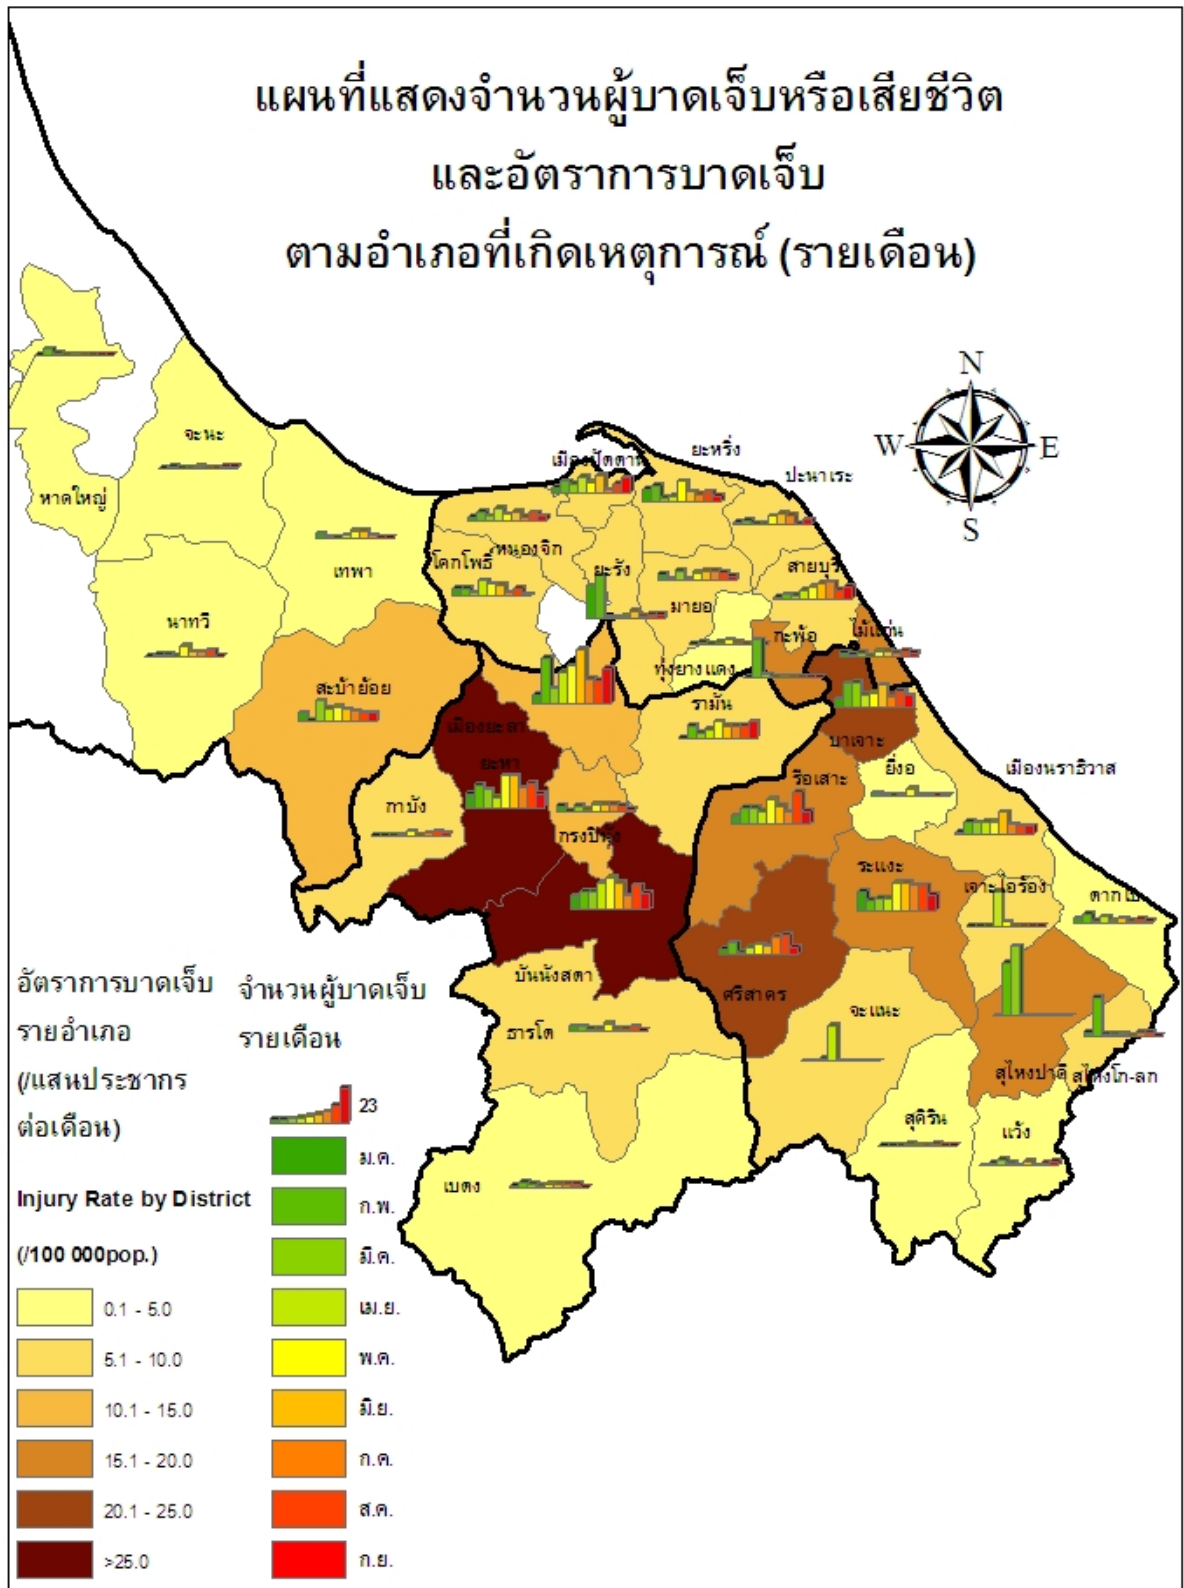 แผนที่แสดงจำนวนผู้บาดเจ็บหรือเสียชีวิต
และอัตราการบาดเจ็บ
ตามอำเภอที่เกิดเหตุการณ์ (รายเดือน)
N
W
E
S
จะนะ
หาดใหญ่
เทพา
นาทวี
สะบ้าย้อย
เมืองปัตตานี
ยะหริ่ง
ปะนาเระ
หนองจิก
โคกโพธิ์
ยะรัง
มายอ
สายบุรี
ทุ่งยางแดง
กะพ้อ
ไม้แก่น
เมืองยะลา
ยะหา
รามัน
บาเจาะ
ยี่งอ
เมืองนราธิวาส
กาบัง
กรงปินัง
รือเสาะ
ระแงะ
เจาะไอร้อง
ตากใบ
บันนังสตา
ศรีสาคร
จะแนะ
ธารโต
สุไหงปาดี
สุไหงโก-ลก
สุคิริน
แว้ง
เบตง
อัตราการบาดเจ็บ
รายอำเภอ
(/แสนประชากร
ต่อเดือน)
Injury Rate by District
(/100 000pop.)
0.1 - 5.0
5.1 - 10.0
10.1 - 15.0
15.1 - 20.0
20.1 - 25.0
>25.0
จำนวนผู้บาดเจ็บ
รายเดือน
23
ม.ค.
ก.พ.
มี.ค.
เม.ย.
พ.ค.
มิ.ย.
ก.ค.
ส.ค.
ก.ย.